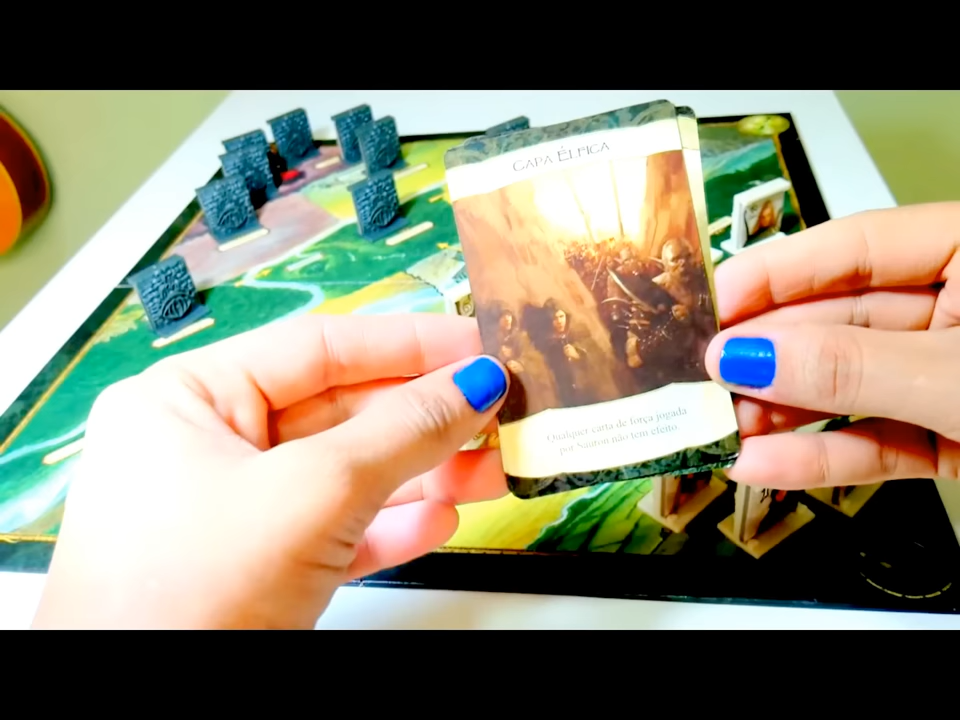 CAPA ÉLFICA
Qualquer carta de força jogada
por Sauron não tem efeito.